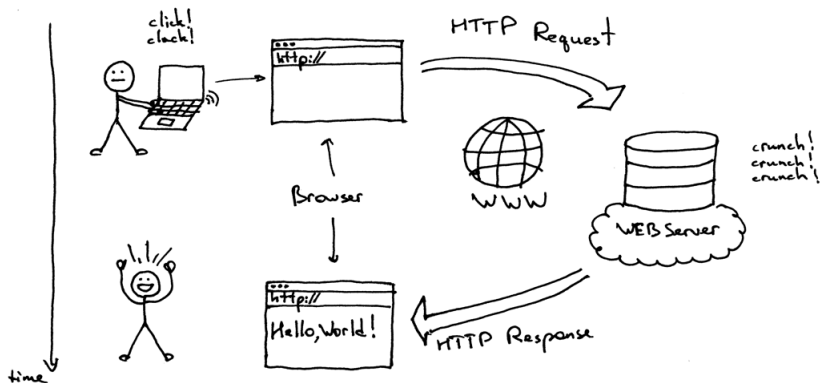 click!
clack!
http://
HTTP Request
WWW
crunch!
crunch!
crunch!
Browser
WEB Server
http://
Hello, World!
HTTP Response
time